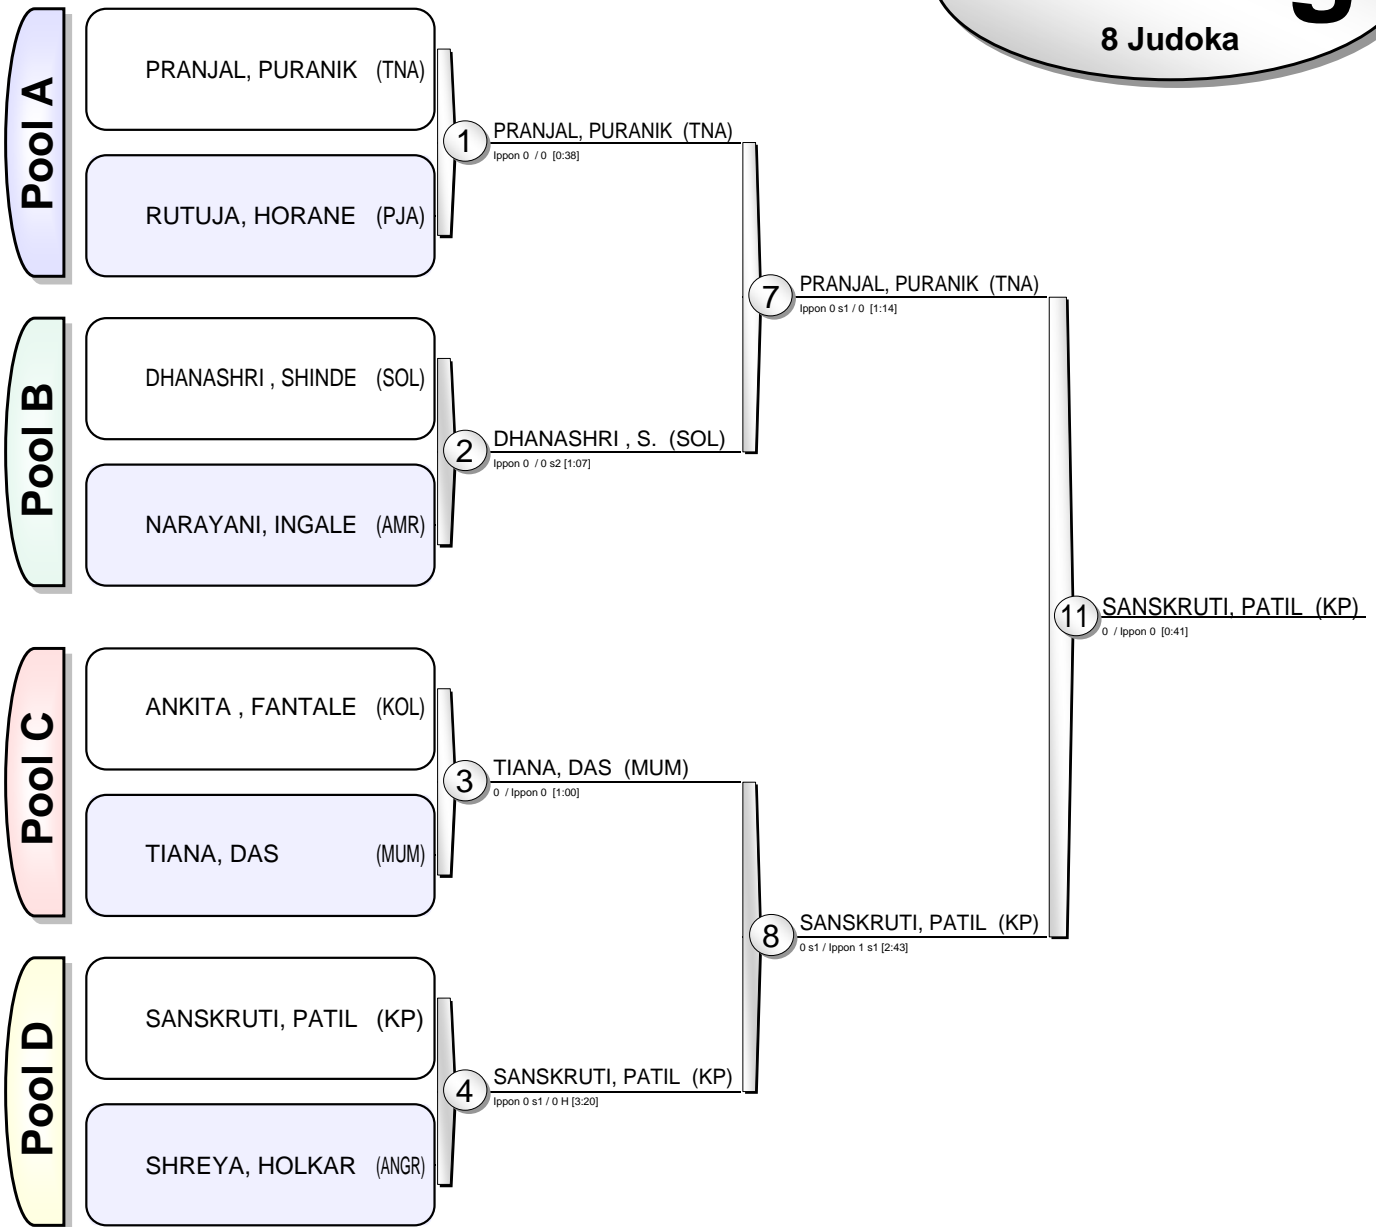 8 Judoka
Pool A
PRANJAL, PURANIK (TNA)
RUTUJA, HORANE (PJA)
1 PRANJAL, PURANIK (TNA)
Ippon 0 / 0 [0:38]
7 PRANJAL, PURANIK (TNA)
Ippon 0 s1 / 0 [1:14]
Pool B
DHANASHRI , SHINDE (SOL)
NARAYANI, INGALE (AMR)
2 DHANASHRI , S. (SOL)
Ippon 0 / 0 s2 [1:07]
11 SANSKRUTI, PATIL (KP)
0 / Ippon 0 [0:41]
Pool C
ANKITA , FANTALE (KOL)
TIANA, DAS (MUM)
3 TIANA, DAS (MUM)
0 / Ippon 0 [1:00]
8 SANSKRUTI, PATIL (KP)
0 s1 / Ippon 1 s1 [2:43]
Pool D
SANSKRUTI, PATIL (KP)
SHREYA, HOLKAR (ANGR)
4 SANSKRUTI, PATIL (KP)
Ippon 0 s1 / 0 H [3:20]